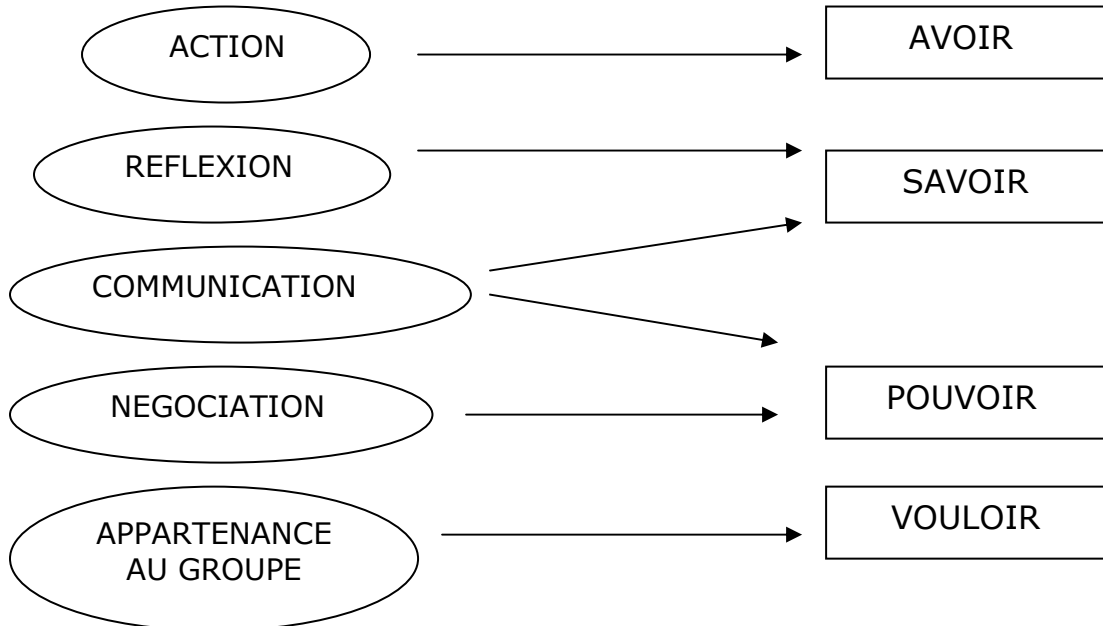 ACTION
AVOIR
REFLEXION
SAVOIR
COMMUNICATION
NEGOCIATION
POUVOIR
APPARTENANCE
AU GROUPE
VOULOIR